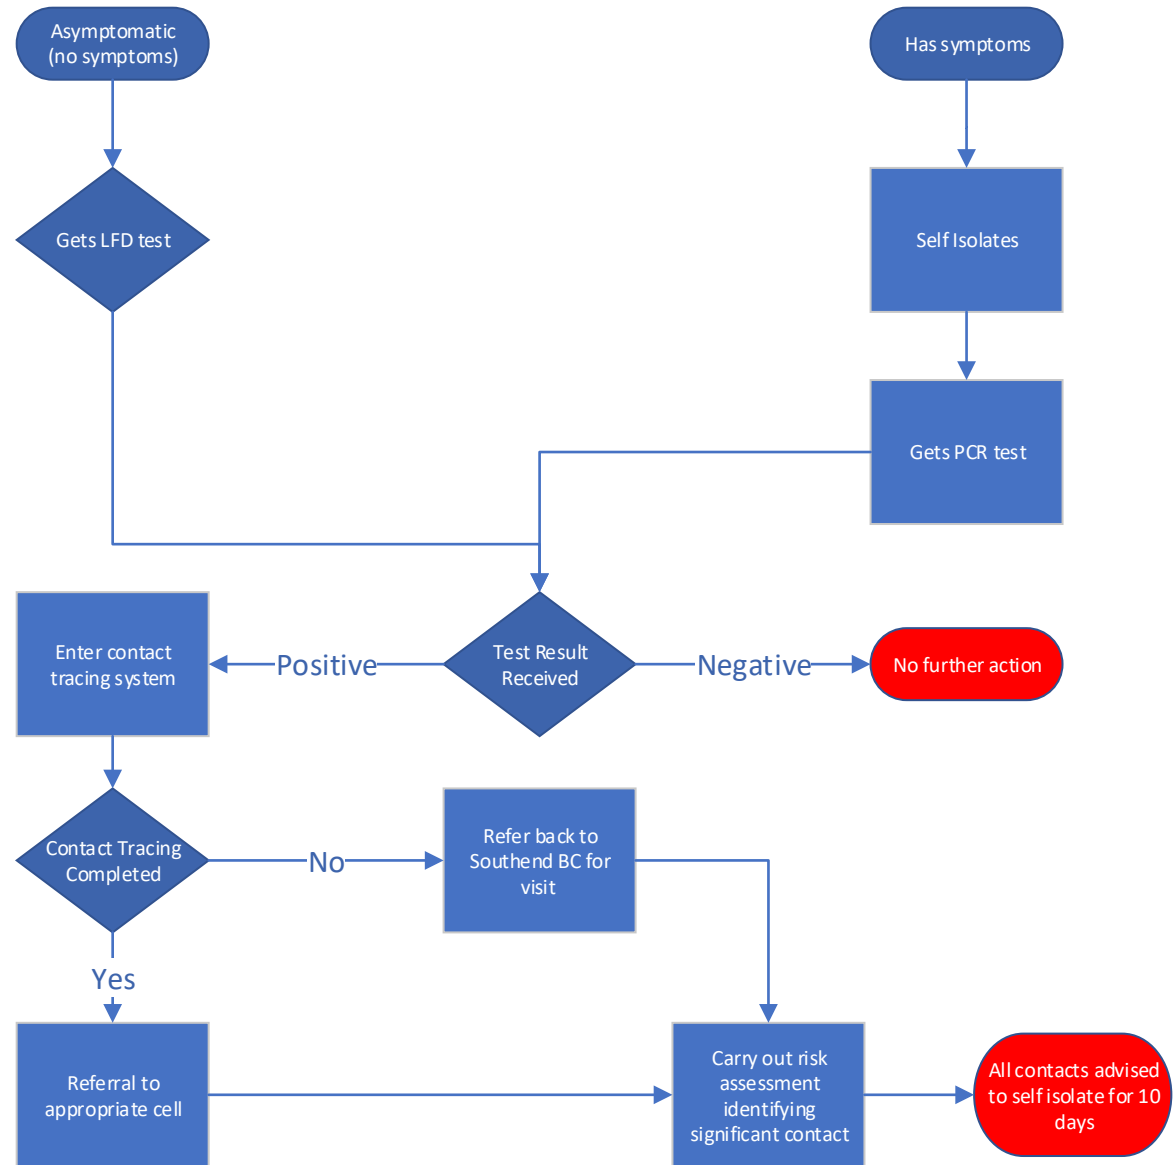 Asymptomatic
(no symptoms)
Has symptoms
Gets LFD test
Self Isolates
Gets PCR test
Enter contact
tracing system
Positive
Test Result
Received
Negative
No further action
Contact Tracing
Completed
No
Refer back to
Southend BC for
visit
Yes
Referral to
appropriate cell
Carry out risk
assessment
identifying
significant contact
All contacts advised
to self isolate for 10
days